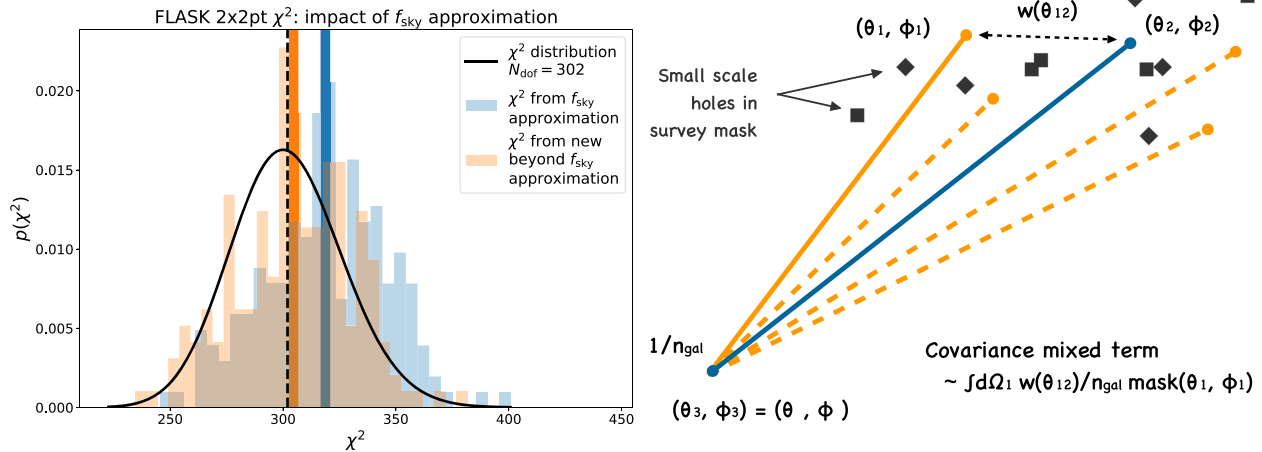 FLASK 2x2pt χ²: impact of f_sky approximation
χ² distribution
N_dof = 302
χ² from f_sky
approximation
χ² from new
beyond f_sky
approximation
p(χ²)
0.020
0.015
0.010
0.005
0.000
250
300
350
400
450
χ²
w(θ₁₂)
(θ₁, ϕ₁)
(θ₂, ϕ₂)
Small scale
holes in
survey mask
1/n_gal
Covariance mixed term
~ ∫dΩ₁ w(θ₁₂)/n_gal mask(θ₁, ϕ₁)
(θ₃, ϕ₃) = (θ , ϕ )